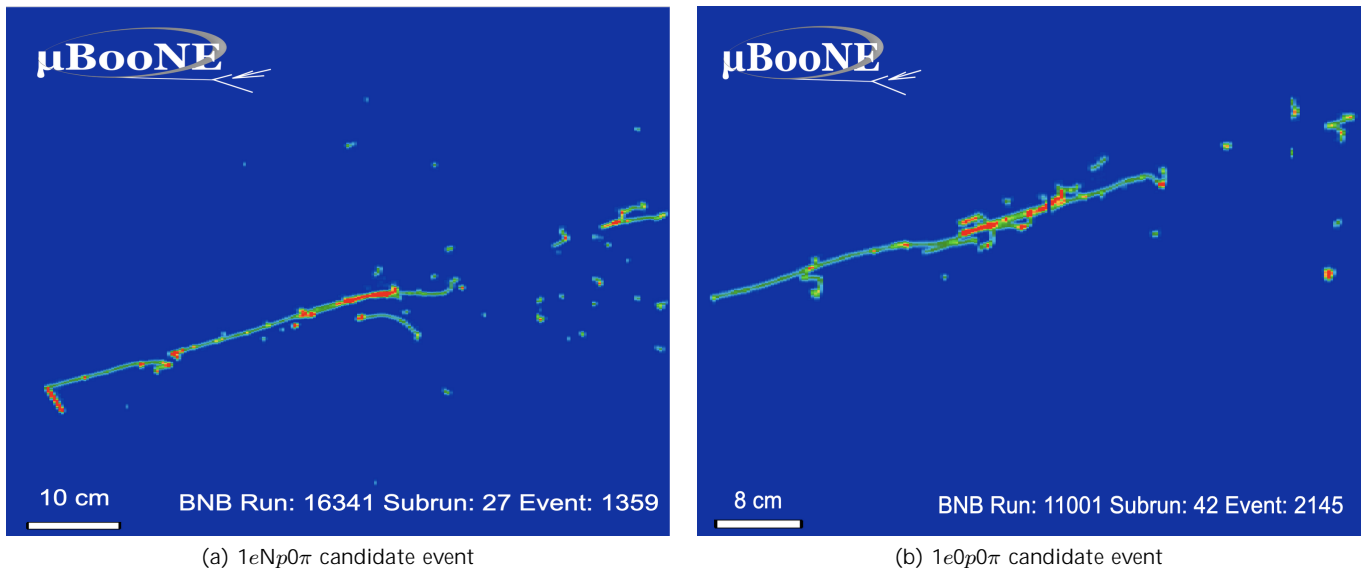 µBooNE
10 cm
BNB Run: 16341 Subrun: 27 Event: 1359
(a) 1eNp0π candidate event
µBooNE
8 cm
BNB Run: 11001 Subrun: 42 Event: 2145
(b) 1e0p0π candidate event